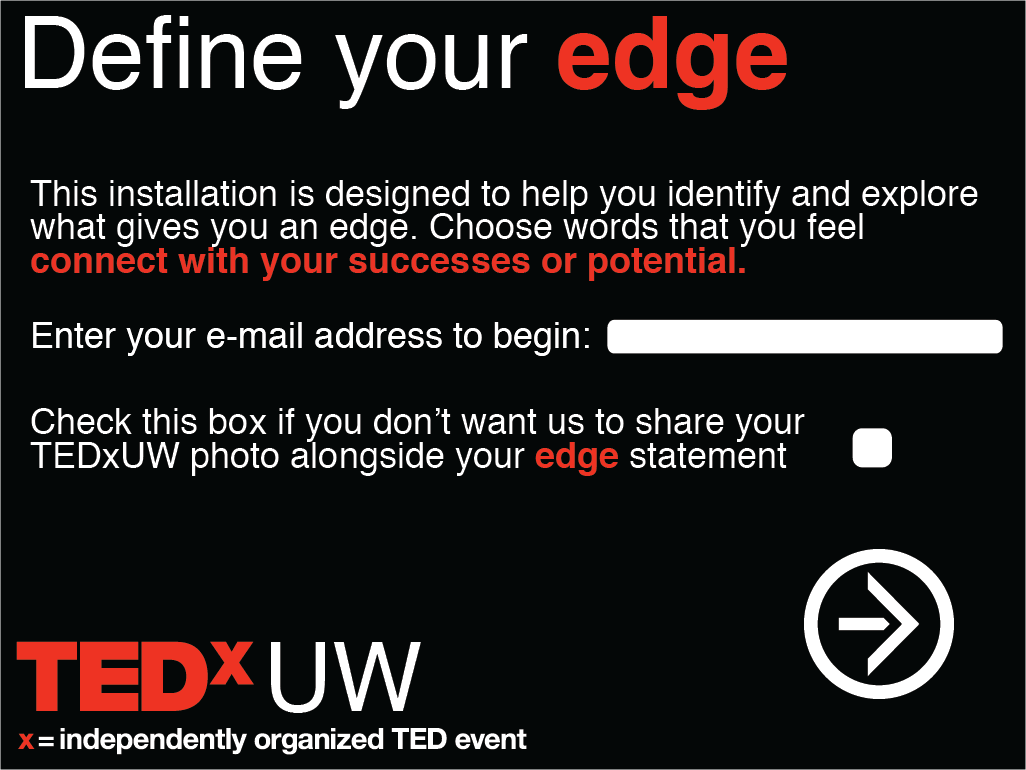 Define your edge
This installation is designed to help you identify and explore
what gives you an edge. Choose words that you feel
connect with your successes or potential.
Enter your e-mail address to begin:
Check this box if you don’t want us to share your
TEDxUW photo alongside your edge statement
TEDx UW
x = independently organized TED event